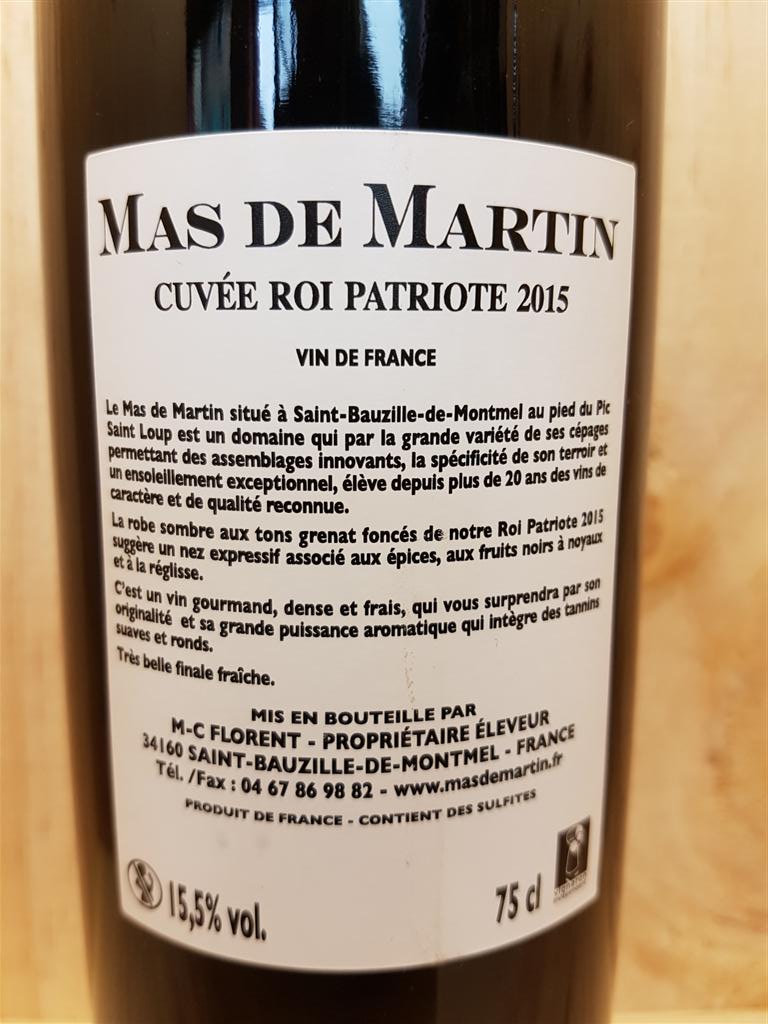 MAS DE MARTIN
CUVÉE ROI PATRIOTE 2015
VIN DE FRANCE
Le Mas de Martin situé à Saint-Bauzille-de-Montmel au pied du Pic
Saint Loup est un domaine qui par la grande variété de ses cépages
permettant des assemblages innovants, la spécificité de son terroir et
un ensoleillement exceptionnel, élève depuis plus de 20 ans des vins de
caractère et de qualité reconnue.
La robe sombre aux tons grenat foncés de notre Roi Patriote 2015
suggère un nez expressif associé aux épices, aux fruits noirs à noyaux
et à la réglisse.
C'est un vin gourmand, dense et frais, qui vous surprendra par son
originalité et sa grande puissance aromatique qui intègre des tannins
suaves et ronds.
Très belle finale fraîche.
MIS EN BOUTEILLE PAR
M-C FLORENT - PROPRIÉTAIRE ÉLEVEUR
34160 SAINT-BAUZILLE-DE-MONTMEL - FRANCE
Tél. /Fax : 04 67 86 98 82 - www.masdemartin.fr
PRODUIT DE FRANCE - CONTIENT DES SULFITES
15,5% vol.
75 cl